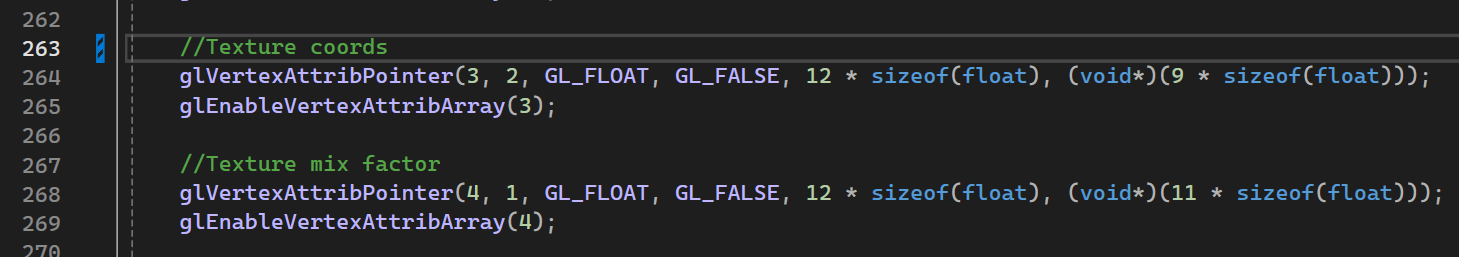 262
263 //Texture coords
264 glVertexAttribPointer(3, 2, GL_FLOAT, GL_FALSE, 12 * sizeof(float), (void*)(9 * sizeof(float)));
265 glEnableVertexAttribArray(3);
266
267 //Texture mix factor
268 glVertexAttribPointer(4, 1, GL_FLOAT, GL_FALSE, 12 * sizeof(float), (void*)(11 * sizeof(float)));
269 glEnableVertexAttribArray(4);
270